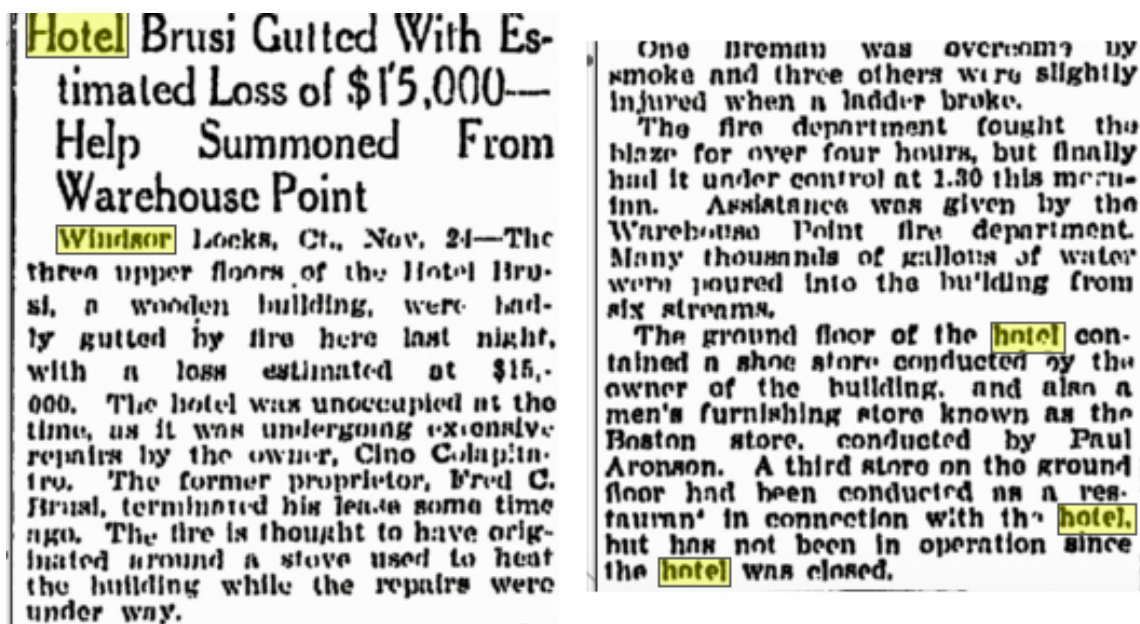 Hotel Brusi Gutted With Es-
timated Loss of $15,000—
Help Summoned From
Warehouse Point
Windsor Locks, Ct., Nov. 24—The
three upper floors of the Hotel Bru-
si, a wooden building, were bad-
ly gutted by fire here last night,
with a loss estimated at $15,-
000. The hotel was unoccupied at the
time, as it was undergoing extensive
repairs by the owner, Cino
The former proprietor, Fred C.
Brusi, terminated his lease some time
ago. The fire is thought to have orig-
inated around a stove used to heat
the building while the repairs were
under way.
One fireman was overcome by
smoke and three others were slightly
injured when a ladder broke.
The fire department fought the
blaze for over four hours, but finally
had it under control at 1.30 this
Assistance was given by the
Warehouse Point fire department.
Many thousands of gallons of water
were poured into the building from
six streams.
The ground floor of the hotel con-
tained a shoe store conducted by the
owner of the building, and also a
men's furnishing store known as the
Boston store, conducted by Paul
Aronson. A third store on the ground
floor had been conducted as a res-
taurant in connection with the hotel,
but has not been in operation since
the hotel was closed.